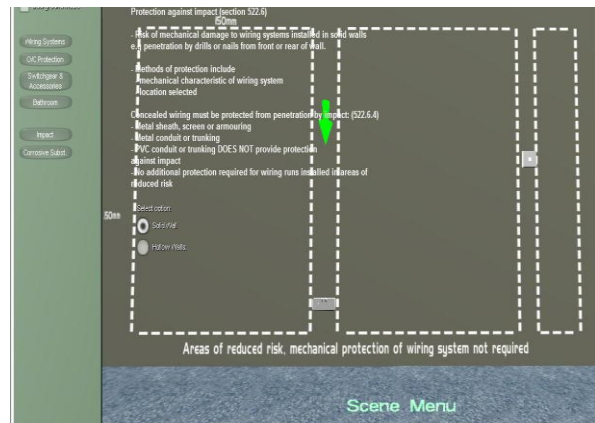 Protection against impact (section 522.6)
150mm
- Risk of mechanical damage to wiring systems installed in solid walls
e.g penetration by drills or nails from front or rear of wall.
- Methods of protection include
- mechanical characteristic of wiring system
- location selected
Concealed wiring must be protected from penetration by impact: (522.6.4)
- Metal sheath, screen or armouring
- Metal conduit or trunking
- PVC conduit or trunking DOES NOT provide protection
against impact
- No additional protection required for wiring runs installed in areas of
reduced risk
Wiring Systems
O/C Protection
Switchgear &
Accessories
Bathroom
Impact
Corrosive Subst.
Select option
Solid Wall
Hollow Walls
50mm
Areas of reduced risk, mechanical protection of wiring system not required
Scene Menu